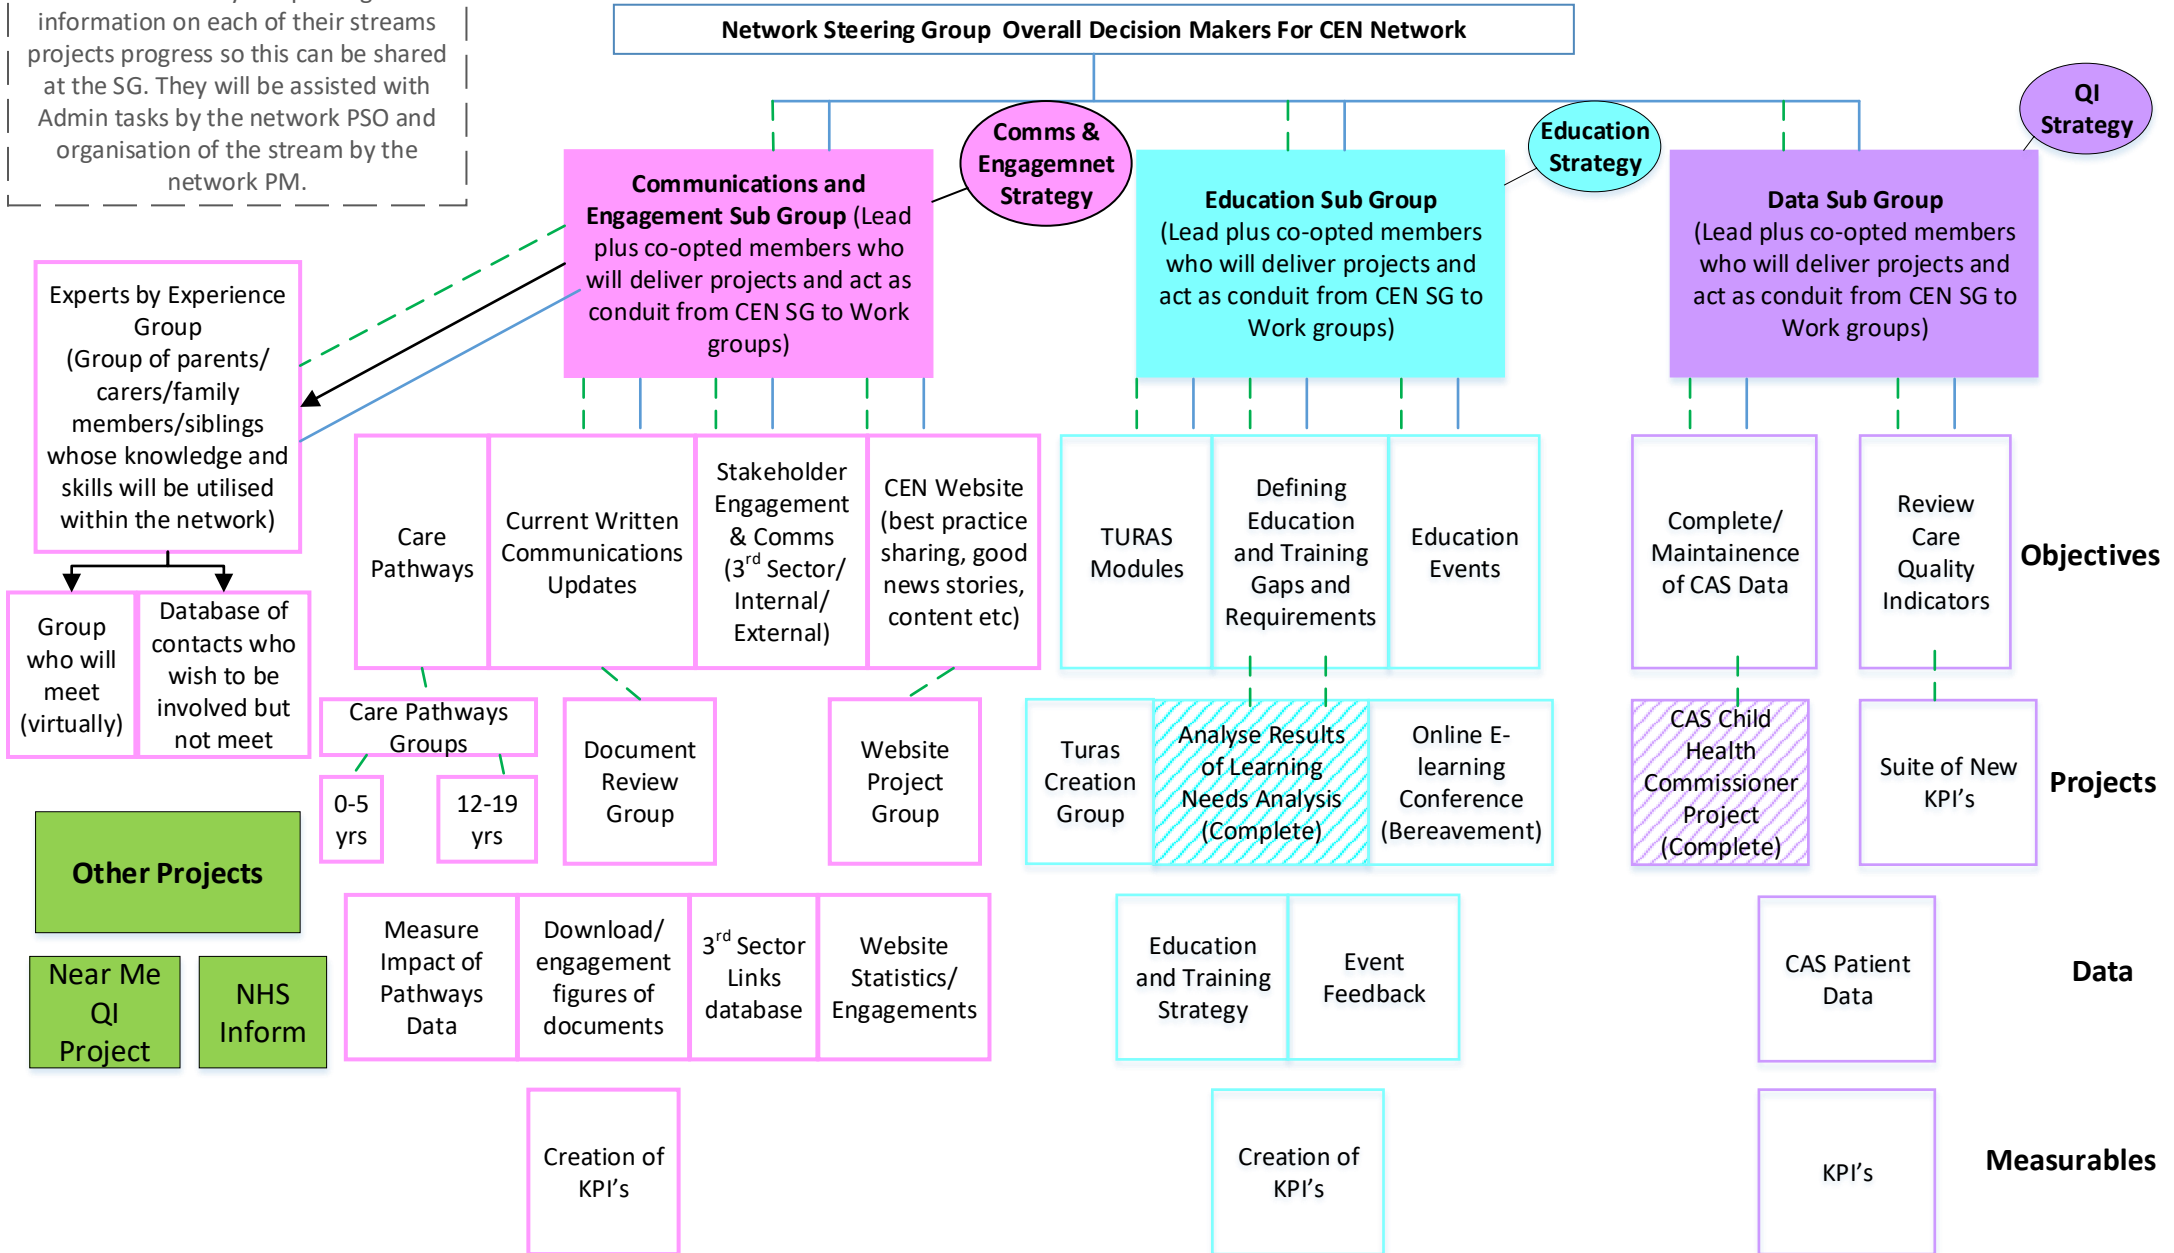 information on each of their streams
projects progress so this can be shared
at the SG. They will be assisted with
Admin tasks by the network PSO and
organisation of the stream by the
network PM.
Network Steering Group  Overall Decision Makers For CEN Network
Comms &
Engagemnet
Strategy
Education
Strategy
QI
Strategy
Communications and
Engagement Sub Group (Lead
plus co-opted members who
will deliver projects and act as
conduit from CEN SG to Work
groups)
Education Sub Group
(Lead plus co-opted members
who will deliver projects and
act as conduit from CEN SG to
Work groups)
Data Sub Group
(Lead plus co-opted members
who will deliver projects and
act as conduit from CEN SG to
Work groups)
Experts by Experience
Group
(Group of parents/
carers/family
members/siblings
whose knowledge and
skills will be utilised
within the network)
Group
who will
meet
(virtually)
Database of
contacts who
wish to be
involved but
not meet
Care
Pathways
Current Written
Communications
Updates
Stakeholder
Engagement
& Comms
(3rd Sector/
Internal/
External)
CEN Website
(best practice
sharing, good
news stories,
content etc)
TURAS
Modules
Defining
Education
and Training
Gaps and
Requirements
Education
Events
Complete/
Maintainence
of CAS Data
Review
Care
Quality
Indicators
Objectives
Care Pathways
Groups
0-5
yrs
12-19
yrs
Document
Review
Group
Website
Project
Group
Turas
Creation
Group
Analyse Results
of Learning
Needs Analysis
(Complete)
Online E-
learning
Conference
(Bereavement)
CAS Child
Health
Commissioner
Project
(Complete)
Suite of New
KPI's
Projects
Other Projects
Near Me
QI
Project
NHS
Inform
Measure
Impact of
Pathways
Data
Download/
engagement
figures of
documents
3rd Sector
Links
database
Website
Statistics/
Engagements
Education
and Training
Strategy
Event
Feedback
CAS Patient
Data
Data
Creation of
KPI's
Creation of
KPI's
KPI's
Measurables